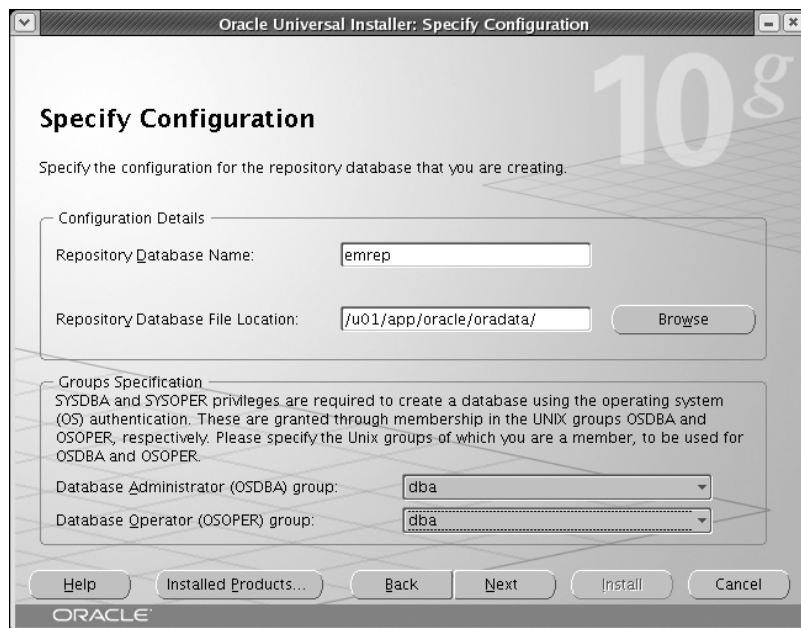 Oracle Universal Installer: Specify Configuration
10g
Specify Configuration
Specify the configuration for the repository database that you are creating.
Configuration Details
Repository Database Name:
emrep
Repository Database File Location:
/u01/app/oracle/oradata/
Browse
Groups Specification
SYSDBA and SYSOPER privileges are required to create a database using the operating system
(OS) authentication. These are granted through membership in the UNIX groups OSDBA and
OSOPER, respectively. Please specify the Unix groups of which you are a member, to be used for
OSDBA and OSOPER.
Database Administrator (OSDBA) group:
dba
Database Operator (OSOPER) group:
dba
Help
Installed Products...
Back
Next
Install
Cancel
ORACLE